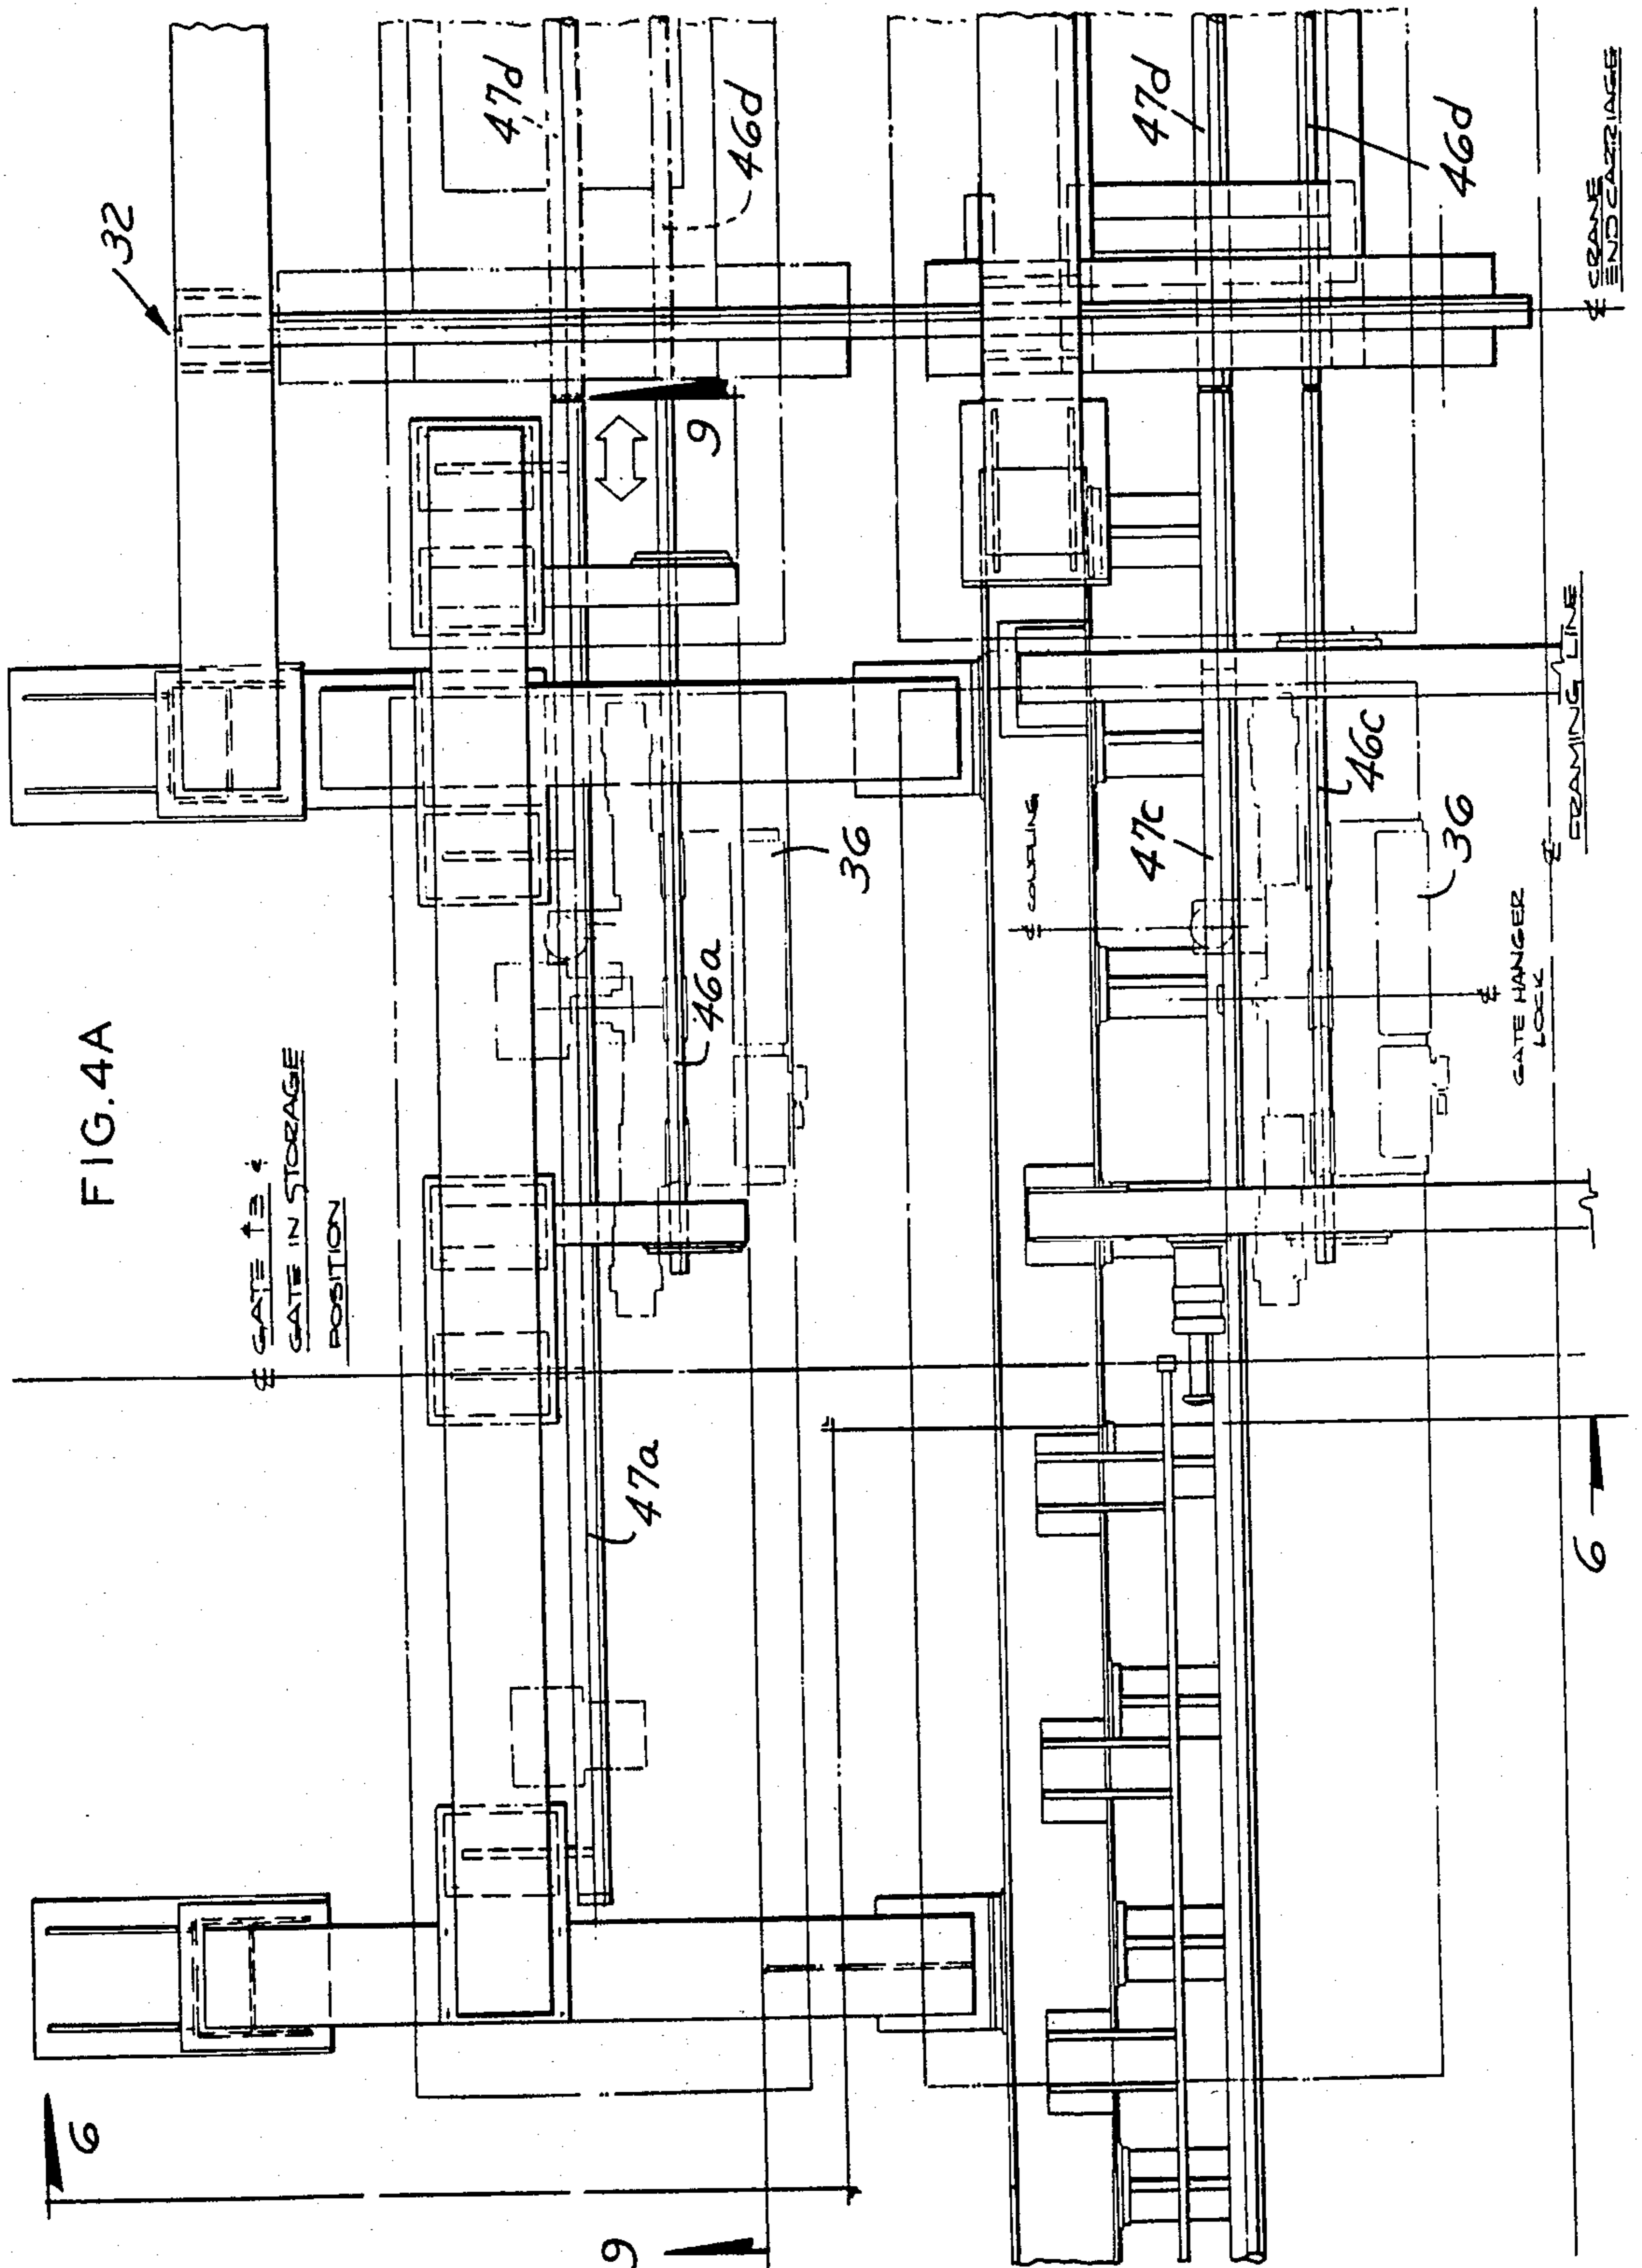 FIG.4A
32
47d
46d
47d
46d
℄ CRANE
END CARRIAGE
9
℄ GATE #3 &
GATE IN STORAGE
POSITION
36
46a
℄ COUPLING
47c
46c
36
℄ FRAMING LINE
℄
GATE HANGER
LOCK
47a
6
6
9